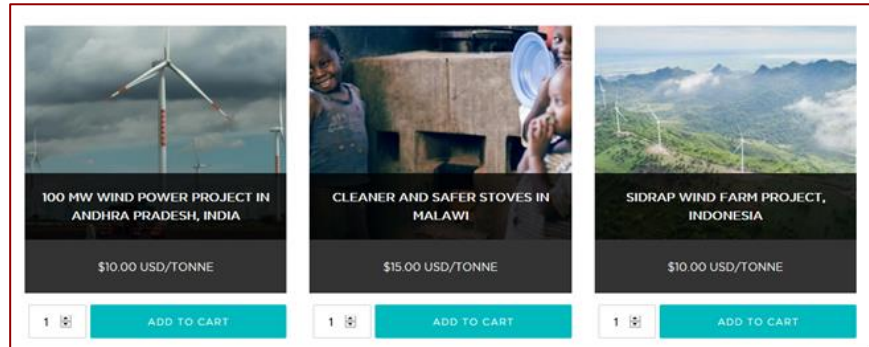 100 MW WIND POWER PROJECT IN
ANDHRA PRADESH, INDIA
$10.00 USD/TONNE
1
ADD TO CART
CLEANER AND SAFER STOVES IN
MALAWI
$15.00 USD/TONNE
1
ADD TO CART
SIDRAP WIND FARM PROJECT,
INDONESIA
$10.00 USD/TONNE
1
ADD TO CART